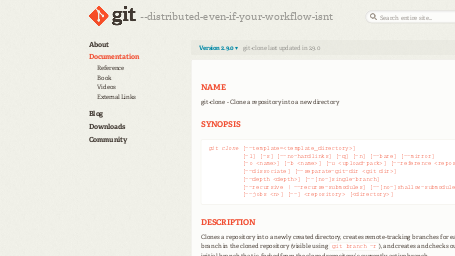 git --distributed-even-if-your-workflow-isnt
Search entire site...
About
Documentation
Reference
Book
Videos
External Links
Blog
Downloads
Community
Version 2.9.0 git-clone last updated in 2.9.0
NAME
git-clone - Clone a repository into a new directory
SYNOPSIS
git clone [--template=<template_directory>]
[-l] [-s] [--no-hardlinks] [-q] [-n] [--bare] [--mirror]
[-o <name>] [-b <name>] [-u <upload-pack>] [--reference <repos
[--dissociate] [--separate-git-dir <git dir>]
[--depth <depth>] [--[no-]single-branch]
[--recursive | --recurse-submodules] [--[no-]shallow-submodule
[--jobs <n>] [--] <repository> [<directory>]
DESCRIPTION
Clones a repository into a newly created directory, creates remote-tracking branches for ea
branch in the cloned repository (visible using git branch -r ), and creates and checks ou